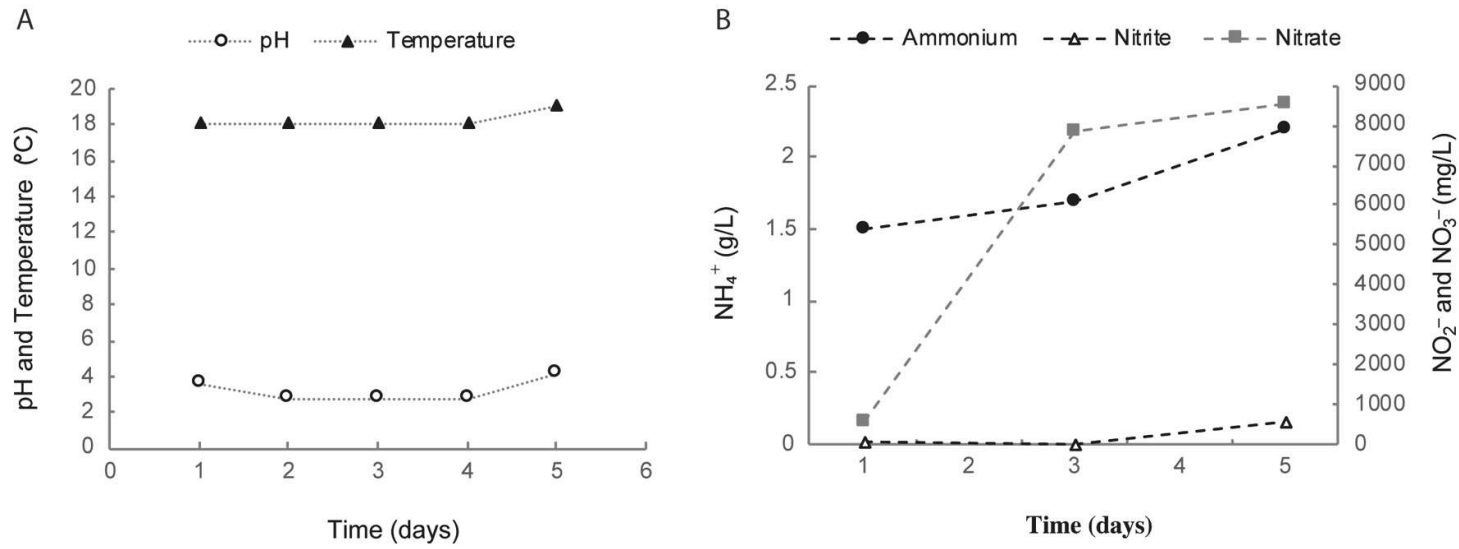 A
pH Temperature
20
18
16
14
12
10
8
6
4
2
0
0 1 2 3 4 5 6
pH and Temperature (ºC)
Time (days)
B
Ammonium Nitrite Nitrate
2.5
2
1.5
1
0.5
0
9000
8000
7000
6000
5000
4000
3000
2000
1000
0
1 2 3 4 5
NH₄⁺ (g/L)
NO₂⁻ and NO₃⁻ (mg/L)
Time (days)